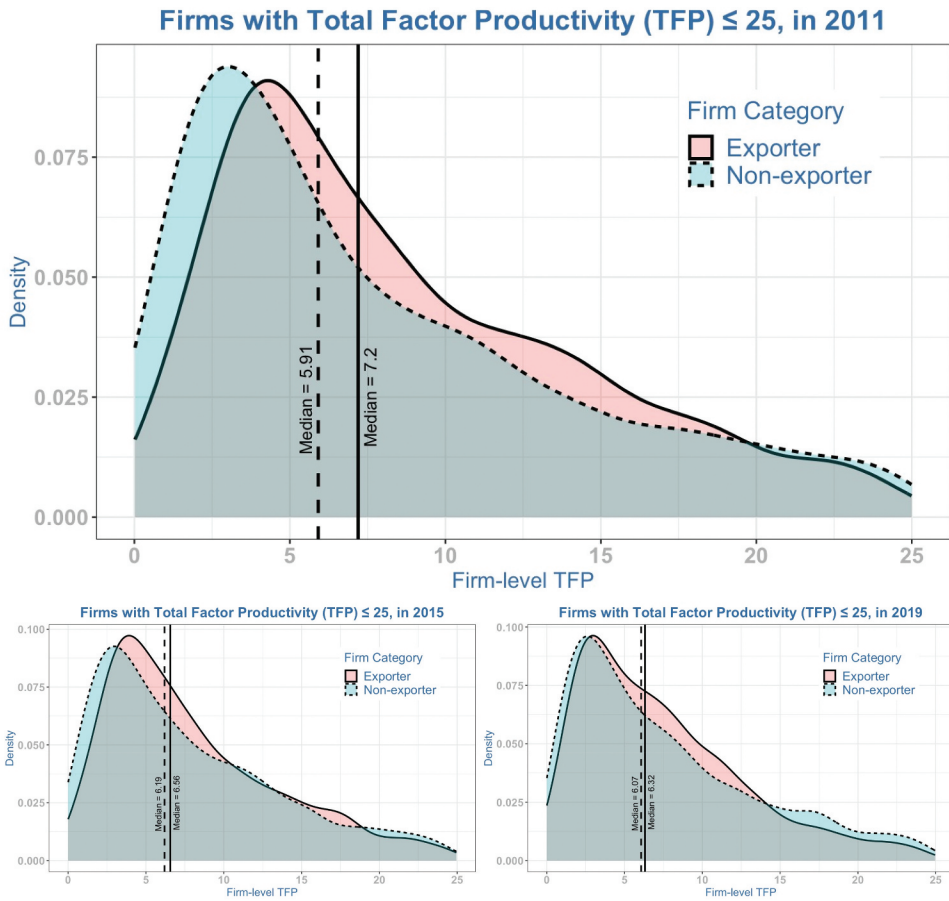 Firms with Total Factor Productivity (TFP) ≤ 25, in 2011
Firm Category
Exporter
Non-exporter
0.075
0.050
0.025
0.000
Density
Median = 5.91
Median = 7.2
0 5 10 15 20 25
Firm-level TFP
Firms with Total Factor Productivity (TFP) ≤ 25, in 2015
Firm Category
Exporter
Non-exporter
0.100
0.075
0.050
0.025
0.000
Density
Median = 6.19
Median = 6.56
0 5 10 15 20 25
Firm-level TFP
Firms with Total Factor Productivity (TFP) ≤ 25, in 2019
Firm Category
Exporter
Non-exporter
0.100
0.075
0.050
0.025
0.000
Density
Median = 6.07
Median = 6.32
0 5 10 15 20 25
Firm-level TFP